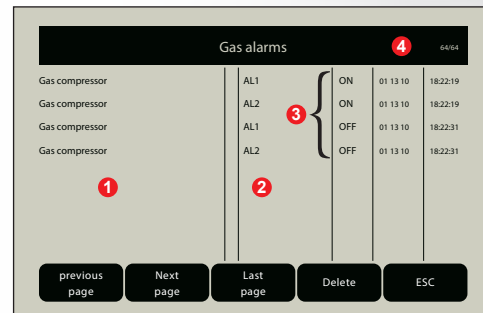 Gas alarms 4 64/64
Gas compressor AL1 ON 01 13 10 18:22:19
Gas compressor AL2 ON 01 13 10 18:22:19
3
Gas compressor AL1 OFF 01 13 10 18:22:31
Gas compressor AL2 OFF 01 13 10 18:22:31
1 2
previous page
Next page
Last page
Delete
ESC